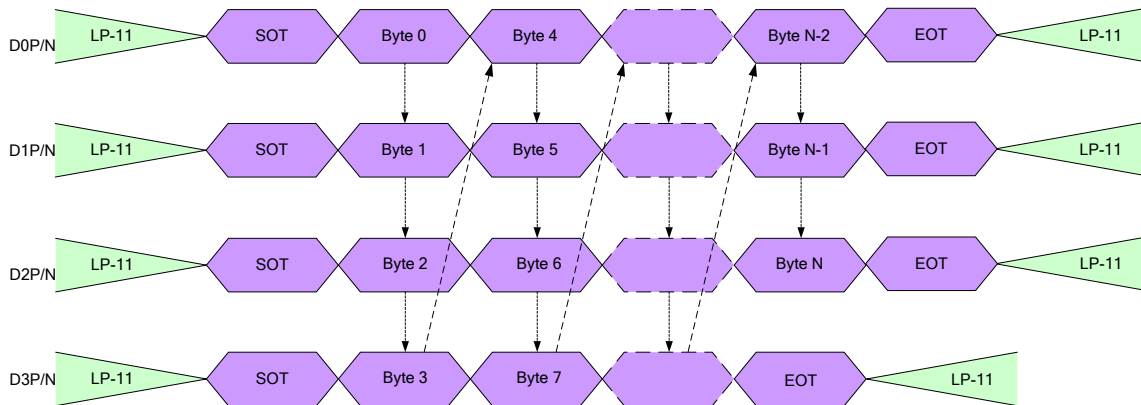 D0P/N LP-11 SOT Byte 0 Byte 4 Byte N-2 EOT LP-11
D1P/N LP-11 SOT Byte 1 Byte 5 Byte N-1 EOT LP-11
D2P/N LP-11 SOT Byte 2 Byte 6 Byte N EOT LP-11
D3P/N LP-11 SOT Byte 3 Byte 7 EOT LP-11